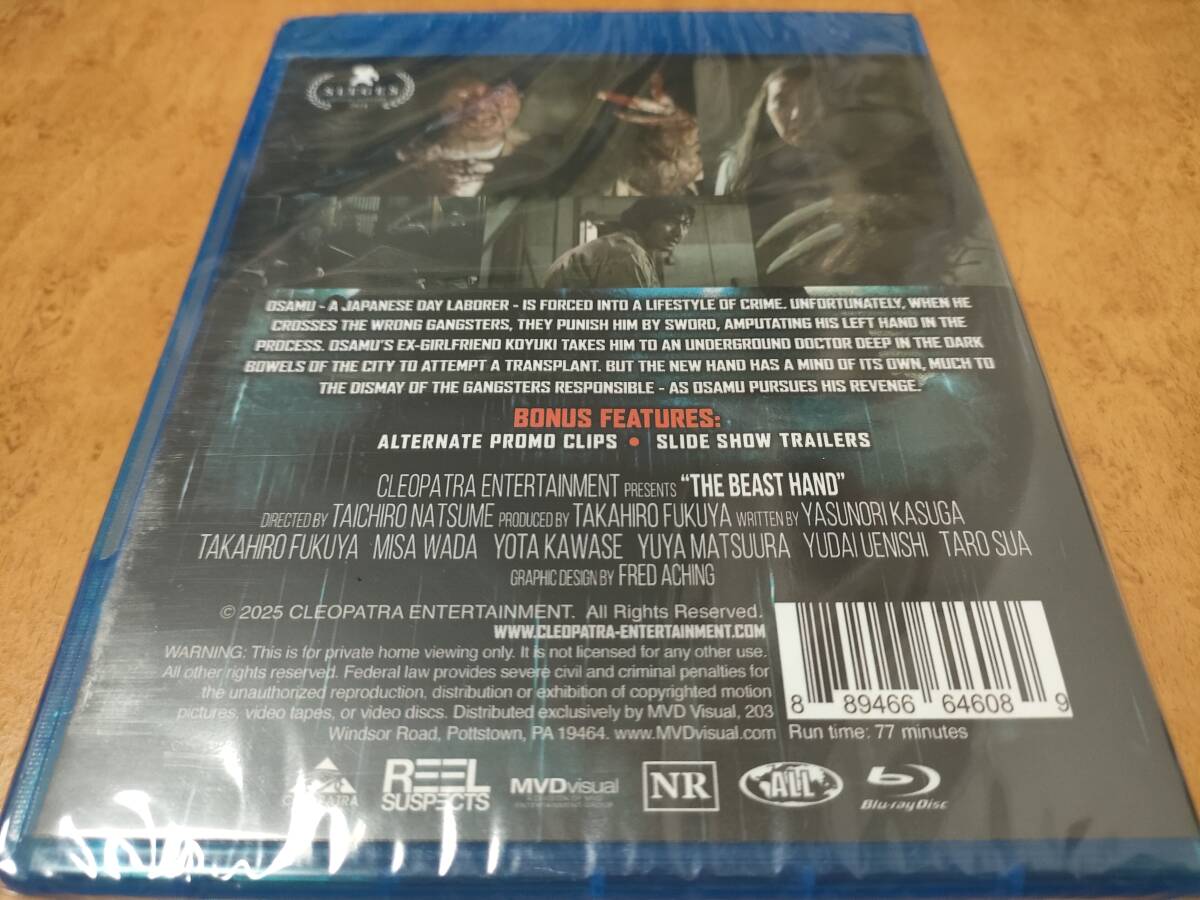 SITGES
OSAMU - A JAPANESE DAY LABORER - IS FORCED INTO A LIFESTYLE OF CRIME. UNFORTUNATELY, WHEN HE
CROSSES THE WRONG GANGSTERS, THEY PUNISH HIM BY SWORD, AMPUTATING HIS LEFT HAND IN THE
PROCESS. OSAMU'S EX-GIRLFRIEND KOYUKI TAKES HIM TO AN UNDERGROUND DOCTOR DEEP IN THE DARK
BOWELS OF THE CITY TO ATTEMPT A TRANSPLANT. BUT THE NEW HAND HAS A MIND OF ITS OWN, MUCH TO
THE DISMAY OF THE GANGSTERS RESPONSIBLE - AS OSAMU PURSUES HIS REVENGE.
BONUS FEATURES:
ALTERNATE PROMO CLIPS • SLIDE SHOW TRAILERS
CLEOPATRA ENTERTAINMENT PRESENTS "THE BEAST HAND"
DIRECTED BY TAICHIRO NATSUME PRODUCED BY TAKAHIRO FUKUYA WRITTEN BY YASUNORI KASUGA
TAKAHIRO FUKUYA MISA WADA YOTA KAWASE YUYA MATSUURA YUDAI UENISHI TARO SUA
GRAPHIC DESIGN BY FRED ACHING
© 2025 CLEOPATRA ENTERTAINMENT. All Rights Reserved.
WWW.CLEOPATRA-ENTERTAINMENT.COM
WARNING: This is for private home viewing only. It is not licensed for any other use.
All other rights reserved. Federal law provides severe civil and criminal penalties for
the unauthorized reproduction, distribution or exhibition of copyrighted motion
pictures, video tapes, or video discs. Distributed exclusively by MVD Visual, 203
Windsor Road, Pottstown, PA 19464. www.MVDvisual.com
8 89466 64608 9
Run time: 77 minutes
CLEOPATRA
REEL
SUSPECTS
MVDvisual
A DIVISION OF MVD
ENTERTAINMENT GROUP
NR
ALL
Blu-ray Disc